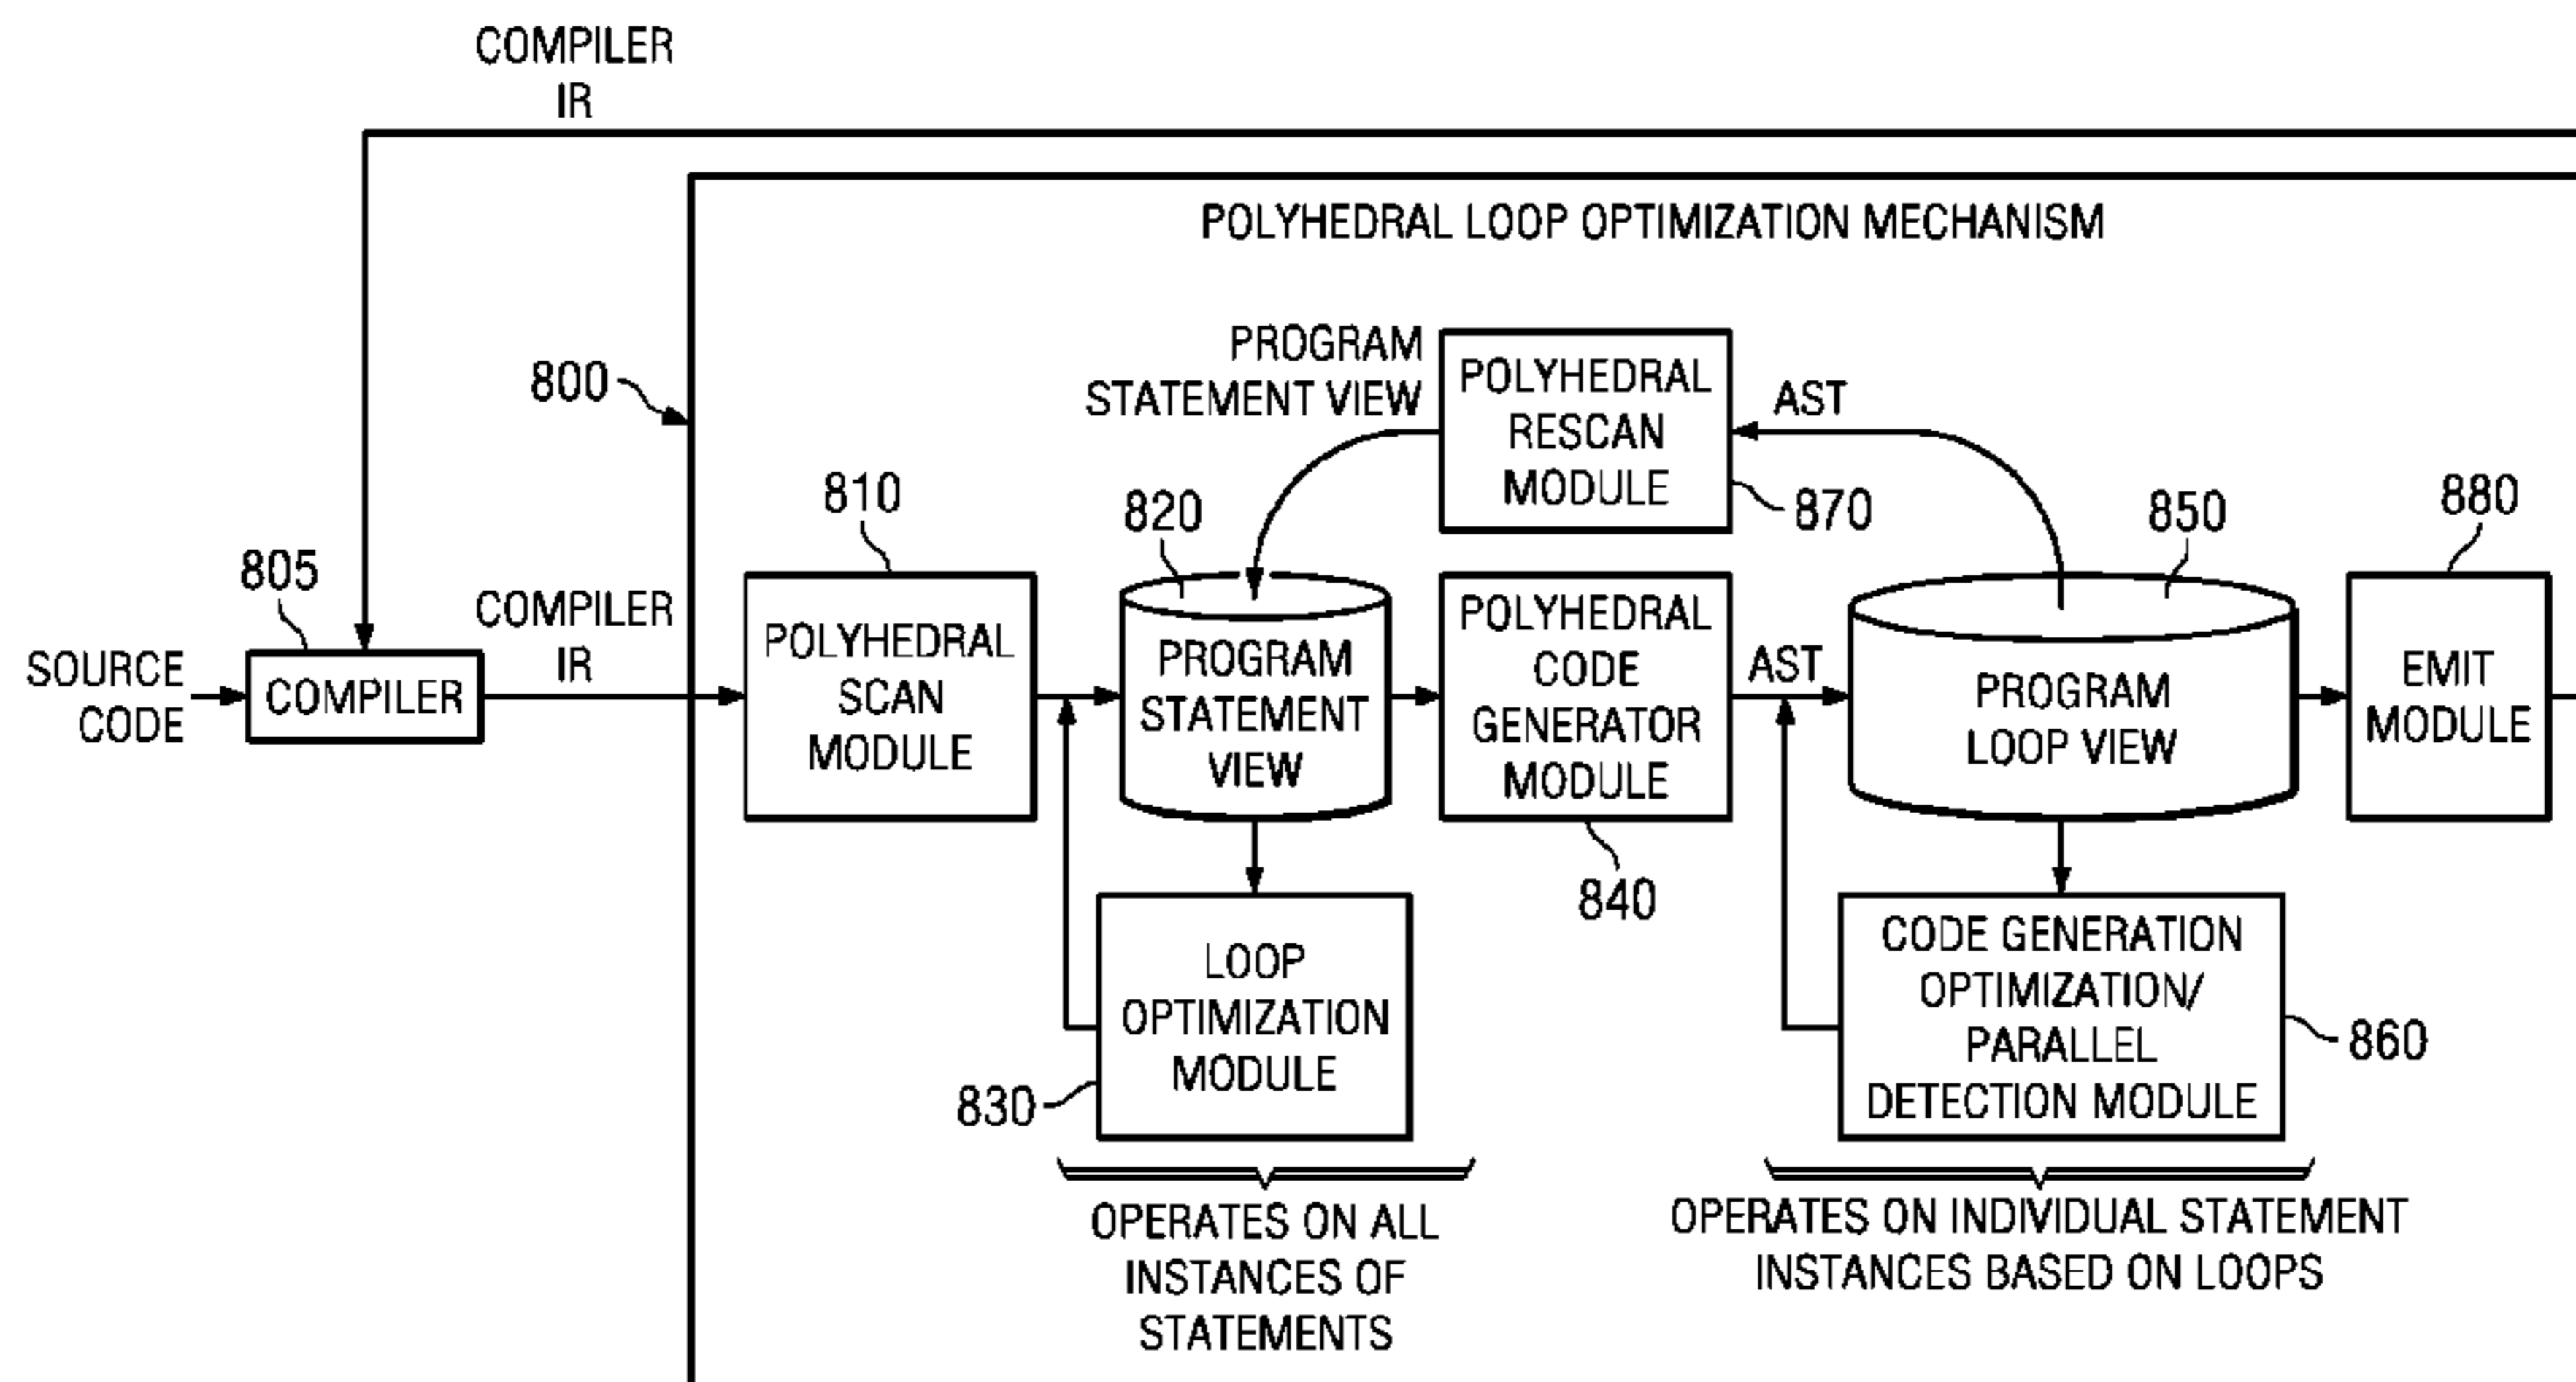 COMPILER
IR
POLYHEDRAL LOOP OPTIMIZATION MECHANISM
800
PROGRAM
STATEMENT VIEW
POLYHEDRAL
RESCAN
MODULE
AST
870
810
820
850
880
805
SOURCE
CODE
COMPILER
COMPILER
IR
POLYHEDRAL
SCAN
MODULE
PROGRAM
STATEMENT
VIEW
POLYHEDRAL
CODE
GENERATOR
MODULE
AST
PROGRAM
LOOP VIEW
EMIT
MODULE
840
LOOP
OPTIMIZATION
MODULE
830
CODE GENERATION
OPTIMIZATION/
PARALLEL
DETECTION MODULE
860
OPERATES ON ALL
INSTANCES OF
STATEMENTS
OPERATES ON INDIVIDUAL STATEMENT
INSTANCES BASED ON LOOPS